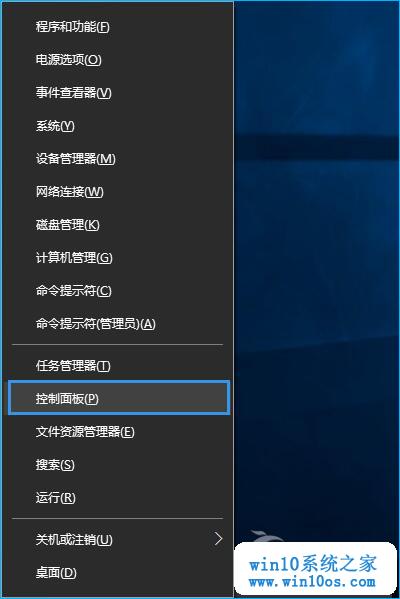 程序和功能(F)
电源选项(O)
事件查看器(V)
系统(Y)
设备管理器(M)
网络连接(W)
磁盘管理(K)
计算机管理(G)
命令提示符(C)
命令提示符(管理员)(A)
任务管理器(T)
控制面板(P)
文件资源管理器(E)
搜索(S)
运行(R)
关机或注销(U)
桌面(D)
win10系统之家
www.win10os.com